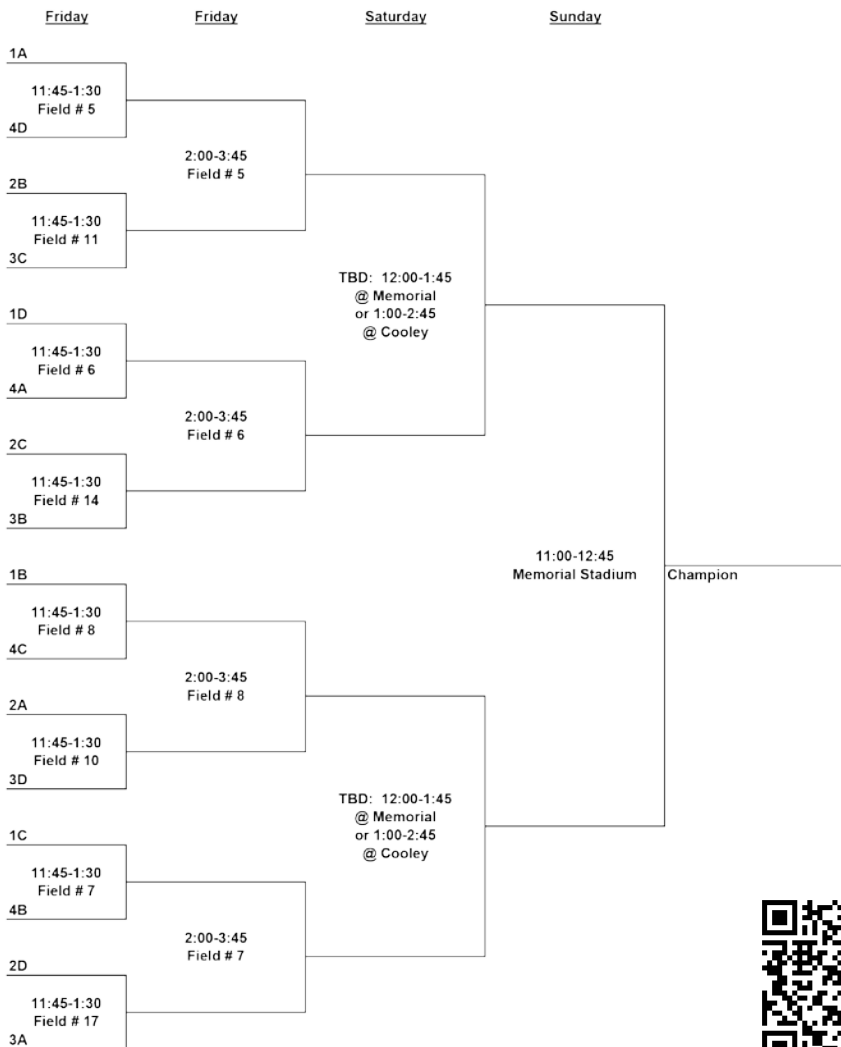 Friday Friday Saturday Sunday
1A
11:45-1:30
Field # 5
4D
2:00-3:45
Field # 5
2B
11:45-1:30
Field # 11
3C
TBD: 12:00-1:45
@ Memorial
or 1:00-2:45
@ Cooley
1D
11:45-1:30
Field # 6
4A
2:00-3:45
Field # 6
2C
11:45-1:30
Field # 14
3B
11:00-12:45
Memorial Stadium
Champion
1B
11:45-1:30
Field # 8
4C
2:00-3:45
Field # 8
2A
11:45-1:30
Field # 10
3D
TBD: 12:00-1:45
@ Memorial
or 1:00-2:45
@ Cooley
1C
11:45-1:30
Field # 7
4B
2:00-3:45
Field # 7
2D
11:45-1:30
Field # 17
3A